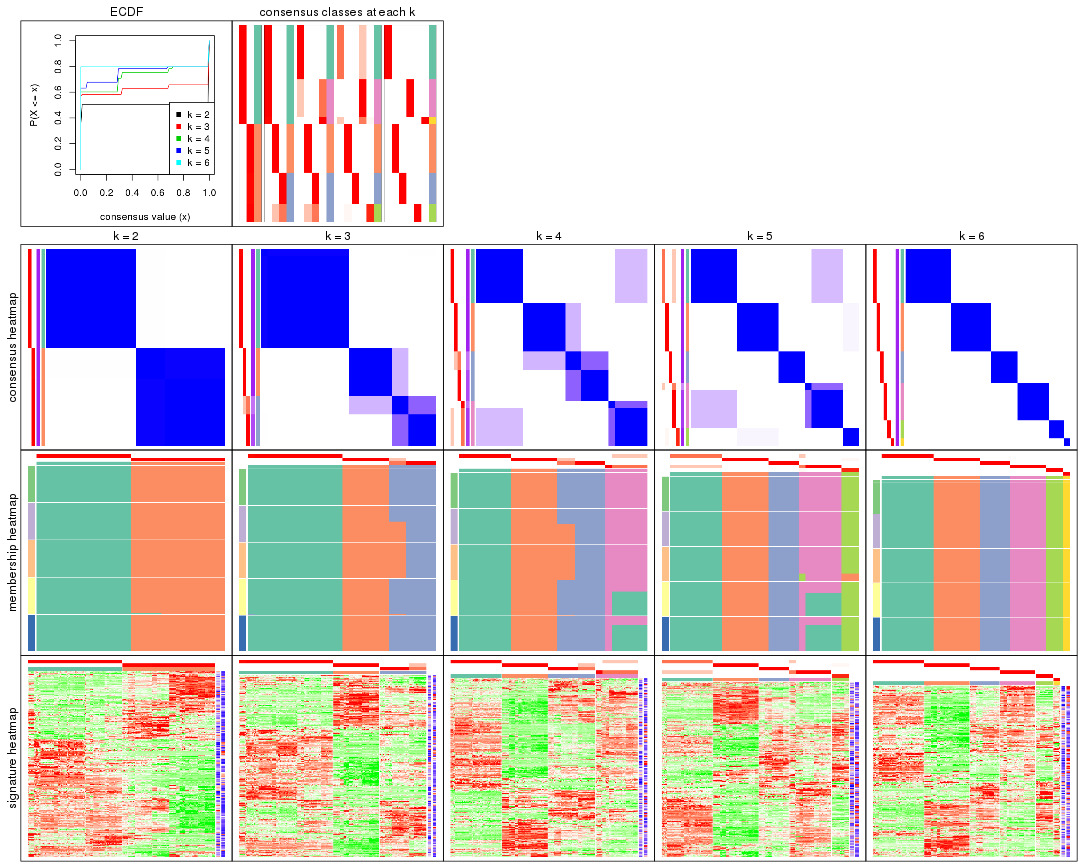 ECDF
consensus classes at each k
P(X <= x)
0.0 0.2 0.4 0.6 0.8 1.0
k = 2
k = 3
k = 4
k = 5
k = 6
0.0 0.2 0.4 0.6 0.8 1.0
consensus value (x)
k = 2
k = 3
k = 4
k = 5
k = 6
consensus heatmap
membership heatmap
signature heatmap